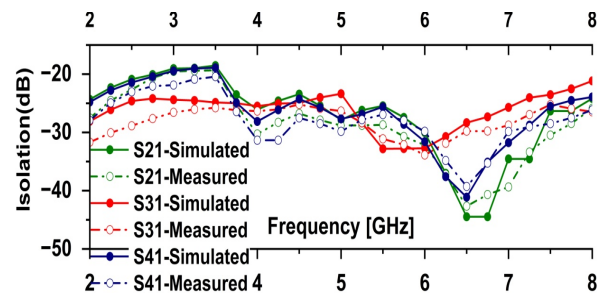 2 3 4 5 6 7 8
−20
−30
−40
−50
Isolation(dB)
S21-Simulated
S21-Measured
S31-Simulated
S31-Measured
S41-Simulated
S41-Measured
Frequency [GHz]
2 3 4 5 6 7 8